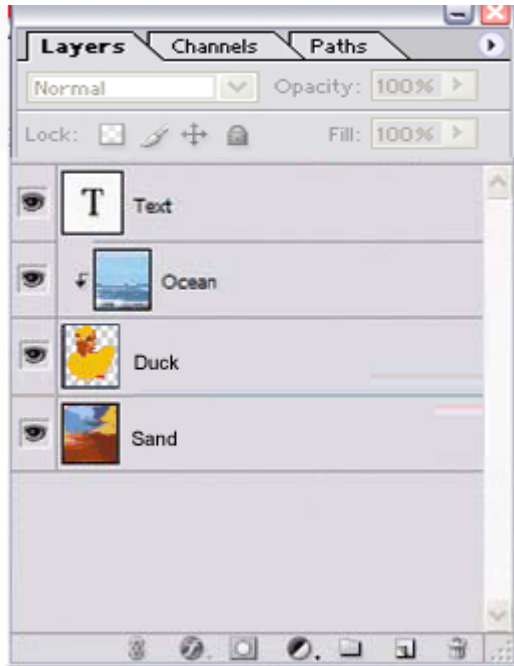 Layers Channels Paths
Normal Opacity: 100%
Lock: Fill: 100%
T Text
Ocean
Duck
Sand